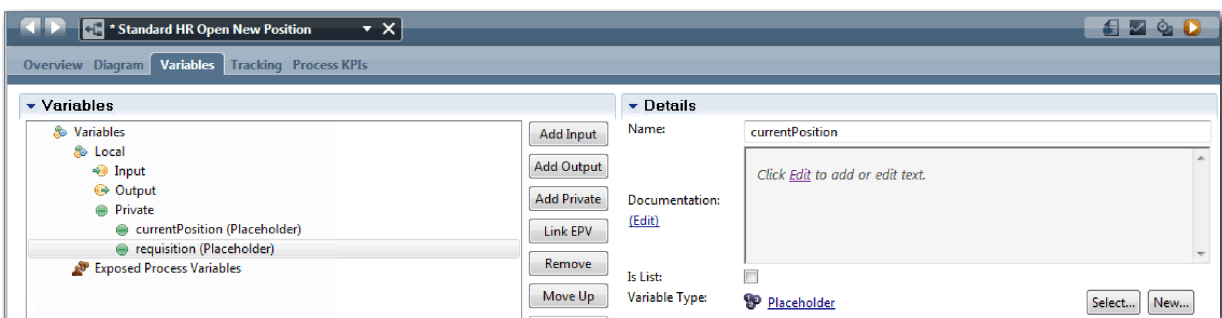 * Standard HR Open New Position
Overview Diagram Variables Tracking Process KPIs
Variables
Variables
Local
Input
Output
Private
currentPosition (Placeholder)
requisition (Placeholder)
Exposed Process Variables
Add Input
Add Output
Add Private
Link EPV
Remove
Move Up
Details
Name: currentPosition
Click Edit to add or edit text.
Documentation:
(Edit)
Is List:
Variable Type: Placeholder Select... New...